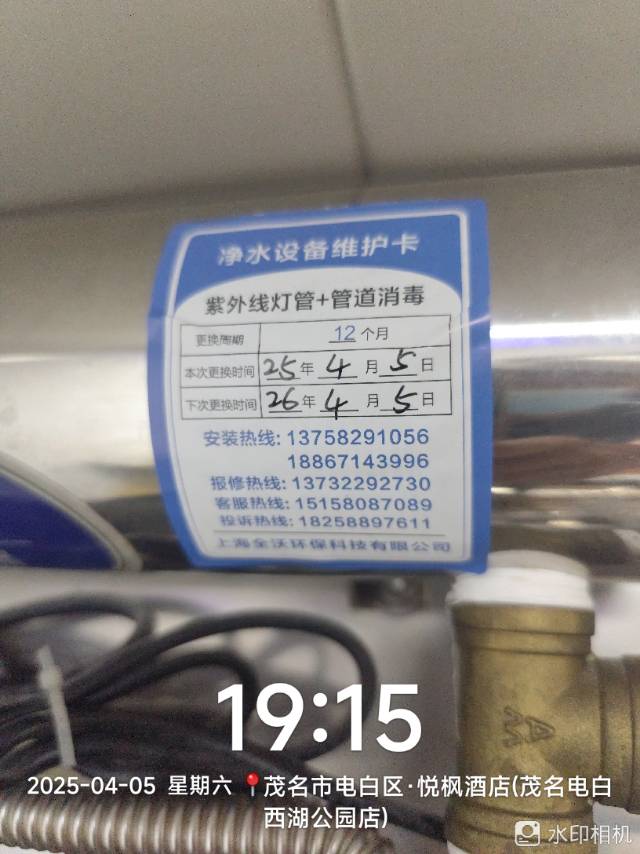 净水设备维护卡
紫外线灯管+管道消毒
更换周期 12 个月
本次更换时间 25 年 4 月 5 日
下次更换时间 26 年 4 月 5 日
安装热线: 13758291056
18867143996
报修热线: 13732292730
客服热线: 15158087089
投诉热线: 18258897611
上海全沃环保科技有限公司
19:15
2025-04-05 星期六 茂名市电白区·悦枫酒店(茂名电白
西湖公园店)
水印相机